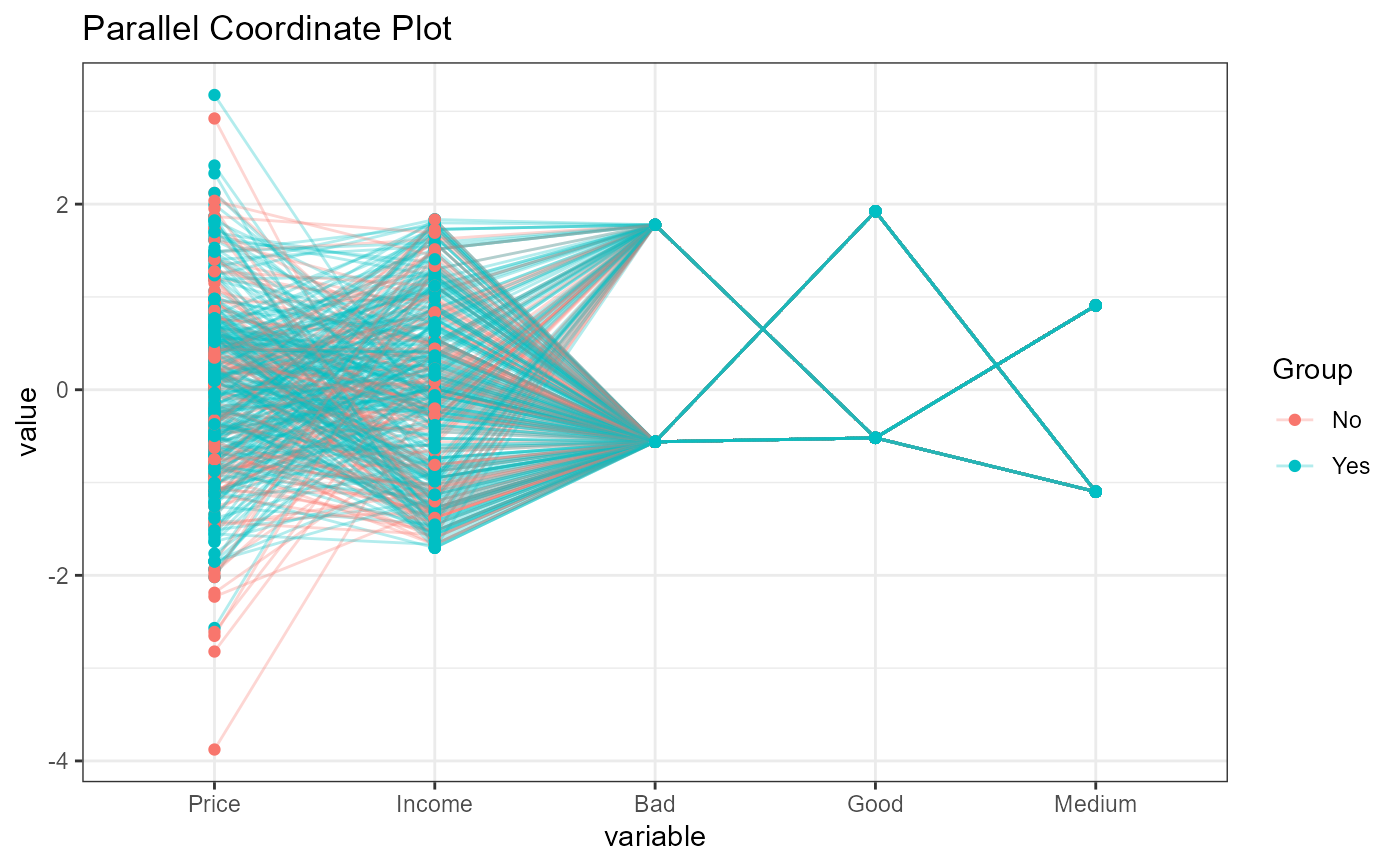 Parallel Coordinate Plot
value
2
0
-2
-4
Price
Income
Bad
Good
Medium
variable
Group
No
Yes